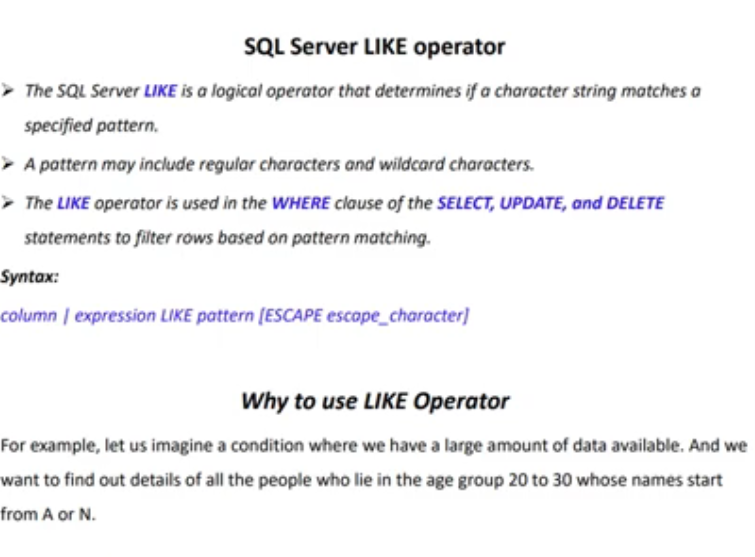 SQL Server LIKE operator
➢ The SQL Server LIKE is a logical operator that determines if a character string matches a
specified pattern.
➢ A pattern may include regular characters and wildcard characters.
➢ The LIKE operator is used in the WHERE clause of the SELECT, UPDATE, and DELETE
statements to filter rows based on pattern matching.
Syntax:
column | expression LIKE pattern [ESCAPE escape_character]
Why to use LIKE Operator
For example, let us imagine a condition where we have a large amount of data available. And we
want to find out details of all the people who lie in the age group 20 to 30 whose names start
from A or N.